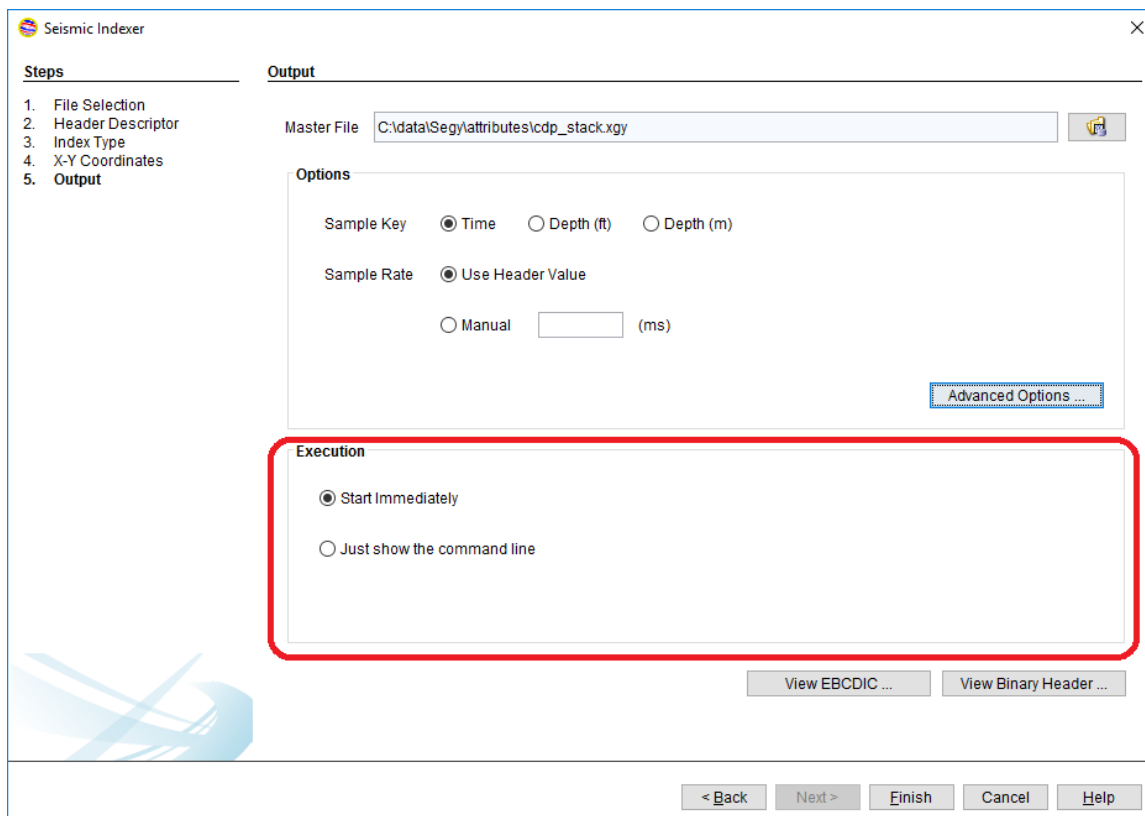 Seismic Indexer
Steps
1. File Selection
2. Header Descriptor
3. Index Type
4. X-Y Coordinates
5. Output
Output
Master File C:\data\Segy\attributes\cdp_stack.xgy
Options
Sample Key Time Depth (ft) Depth (m)
Sample Rate Use Header Value
Manual (ms)
Advanced Options ...
Execution
Start Immediately
Just show the command line
View EBCDIC ... View Binary Header ...
< Back Next > Finish Cancel Help